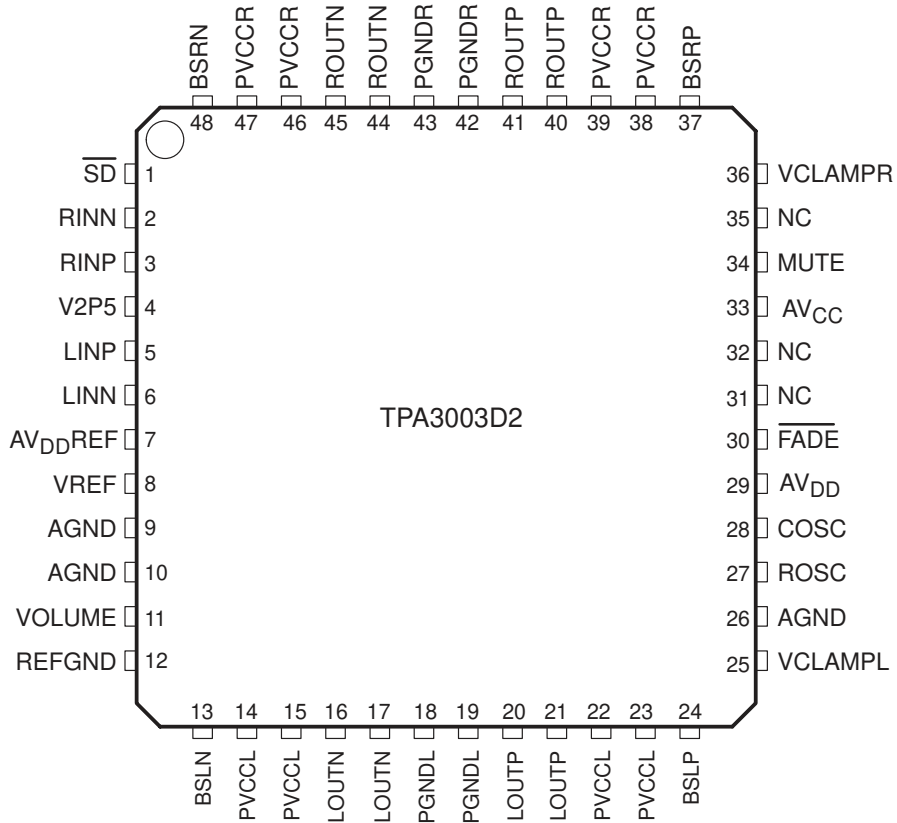 BSRN PVCCR PVCCR ROUTN ROUTN PGNDR PGNDR ROUTP ROUTP PVCCR PVCCR BSRP
48 47 46 45 44 43 42 41 40 39 38 37
SD 1 36 VCLAMPR
RINN 2 35 NC
RINP 3 34 MUTE
V2P5 4 33 AVCC
LINP 5 32 NC
LINN 6 31 NC
TPA3003D2
AVDDREF 7 30 FADE
VREF 8 29 AVDD
AGND 9 28 COSC
AGND 10 27 ROSC
VOLUME 11 26 AGND
REFGND 12 25 VCLAMPL
13 14 15 16 17 18 19 20 21 22 23 24
BSLN PVCCL PVCCL LOUTN LOUTN PGNDL PGNDL LOUTP LOUTP PVCCL PVCCL BSLP